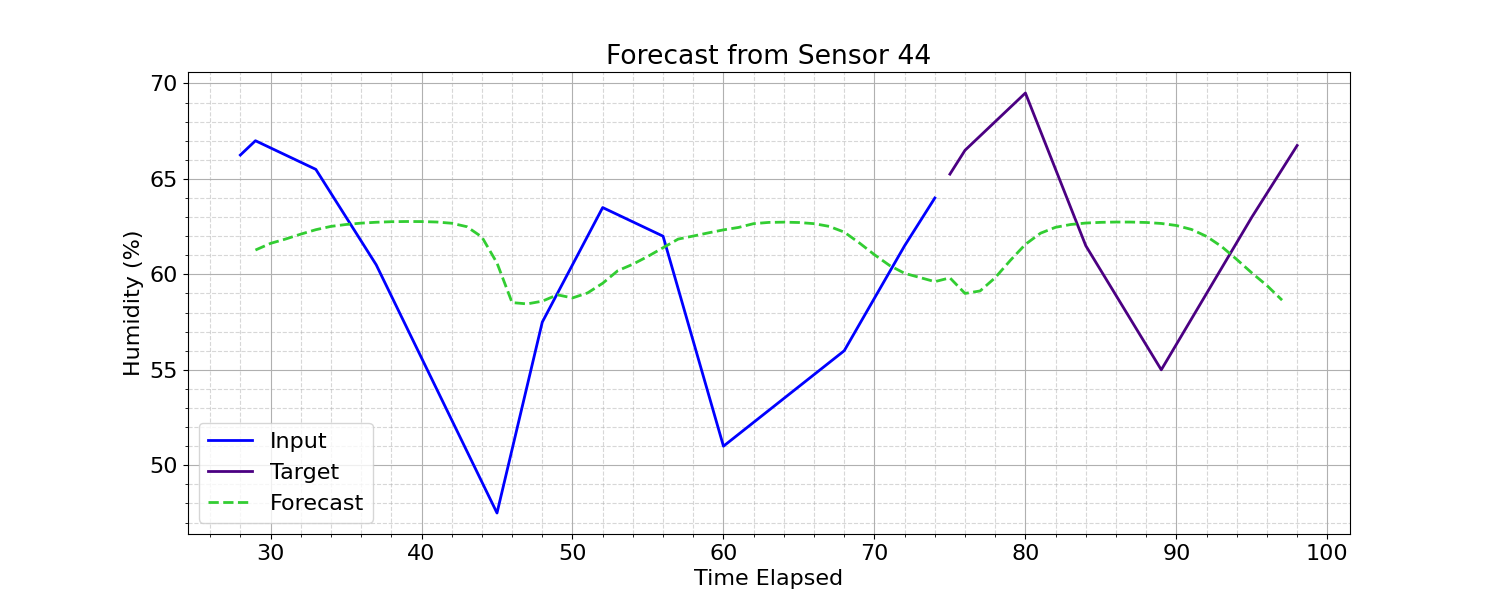 Forecast from Sensor 44
Humidity (%)
70
65
60
55
50
Input
Target
Forecast
30 40 50 60 70 80 90 100
Time Elapsed